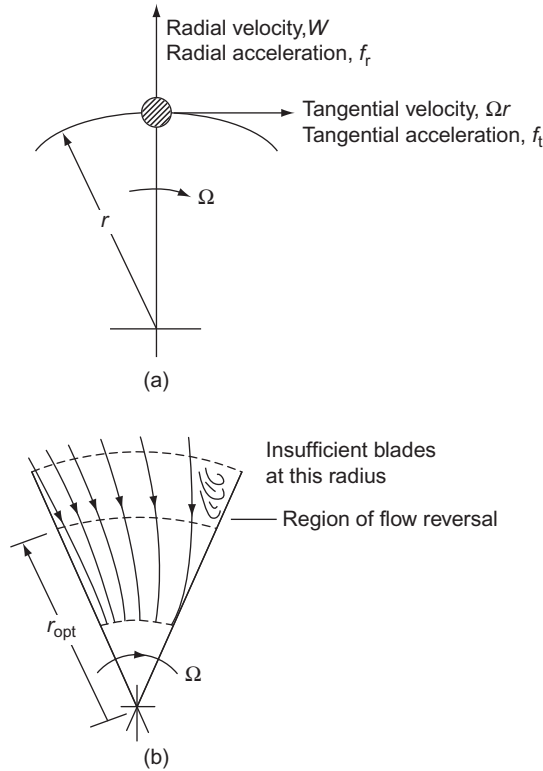 Radial velocity,W
Radial acceleration, fr
Tangential velocity, Ωr
Tangential acceleration, ft
Ω
r
(a)
Insufficient blades
at this radius
Region of flow reversal
ropt
Ω
(b)